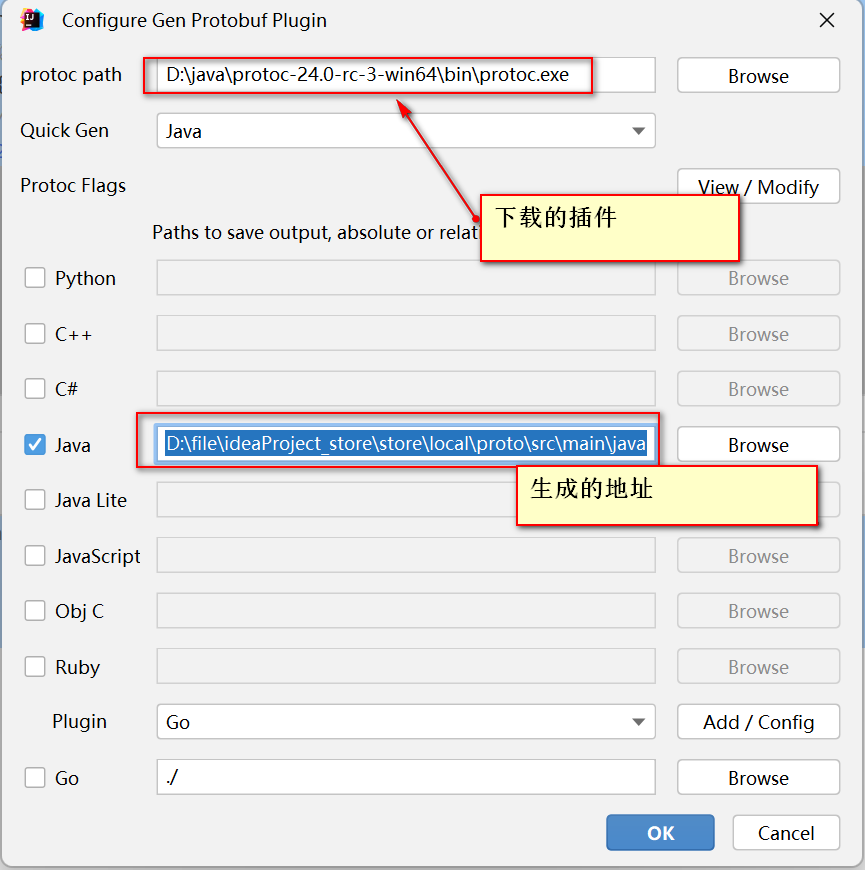 Configure Gen Protobuf Plugin
protoc path D:\java\protoc-24.0-rc-3-win64\bin\protoc.exe Browse
Quick Gen Java
Protoc Flags View / Modify
下载的插件
Paths to save output, absolute or relat
Python Browse
C++ Browse
C# Browse
Java D:\file\ideaProject_store\store\local\proto\src\main\java Browse
生成的地址
Java Lite
JavaScript Browse
Obj C Browse
Ruby Browse
Plugin Go Add / Config
Go ./ Browse
OK Cancel